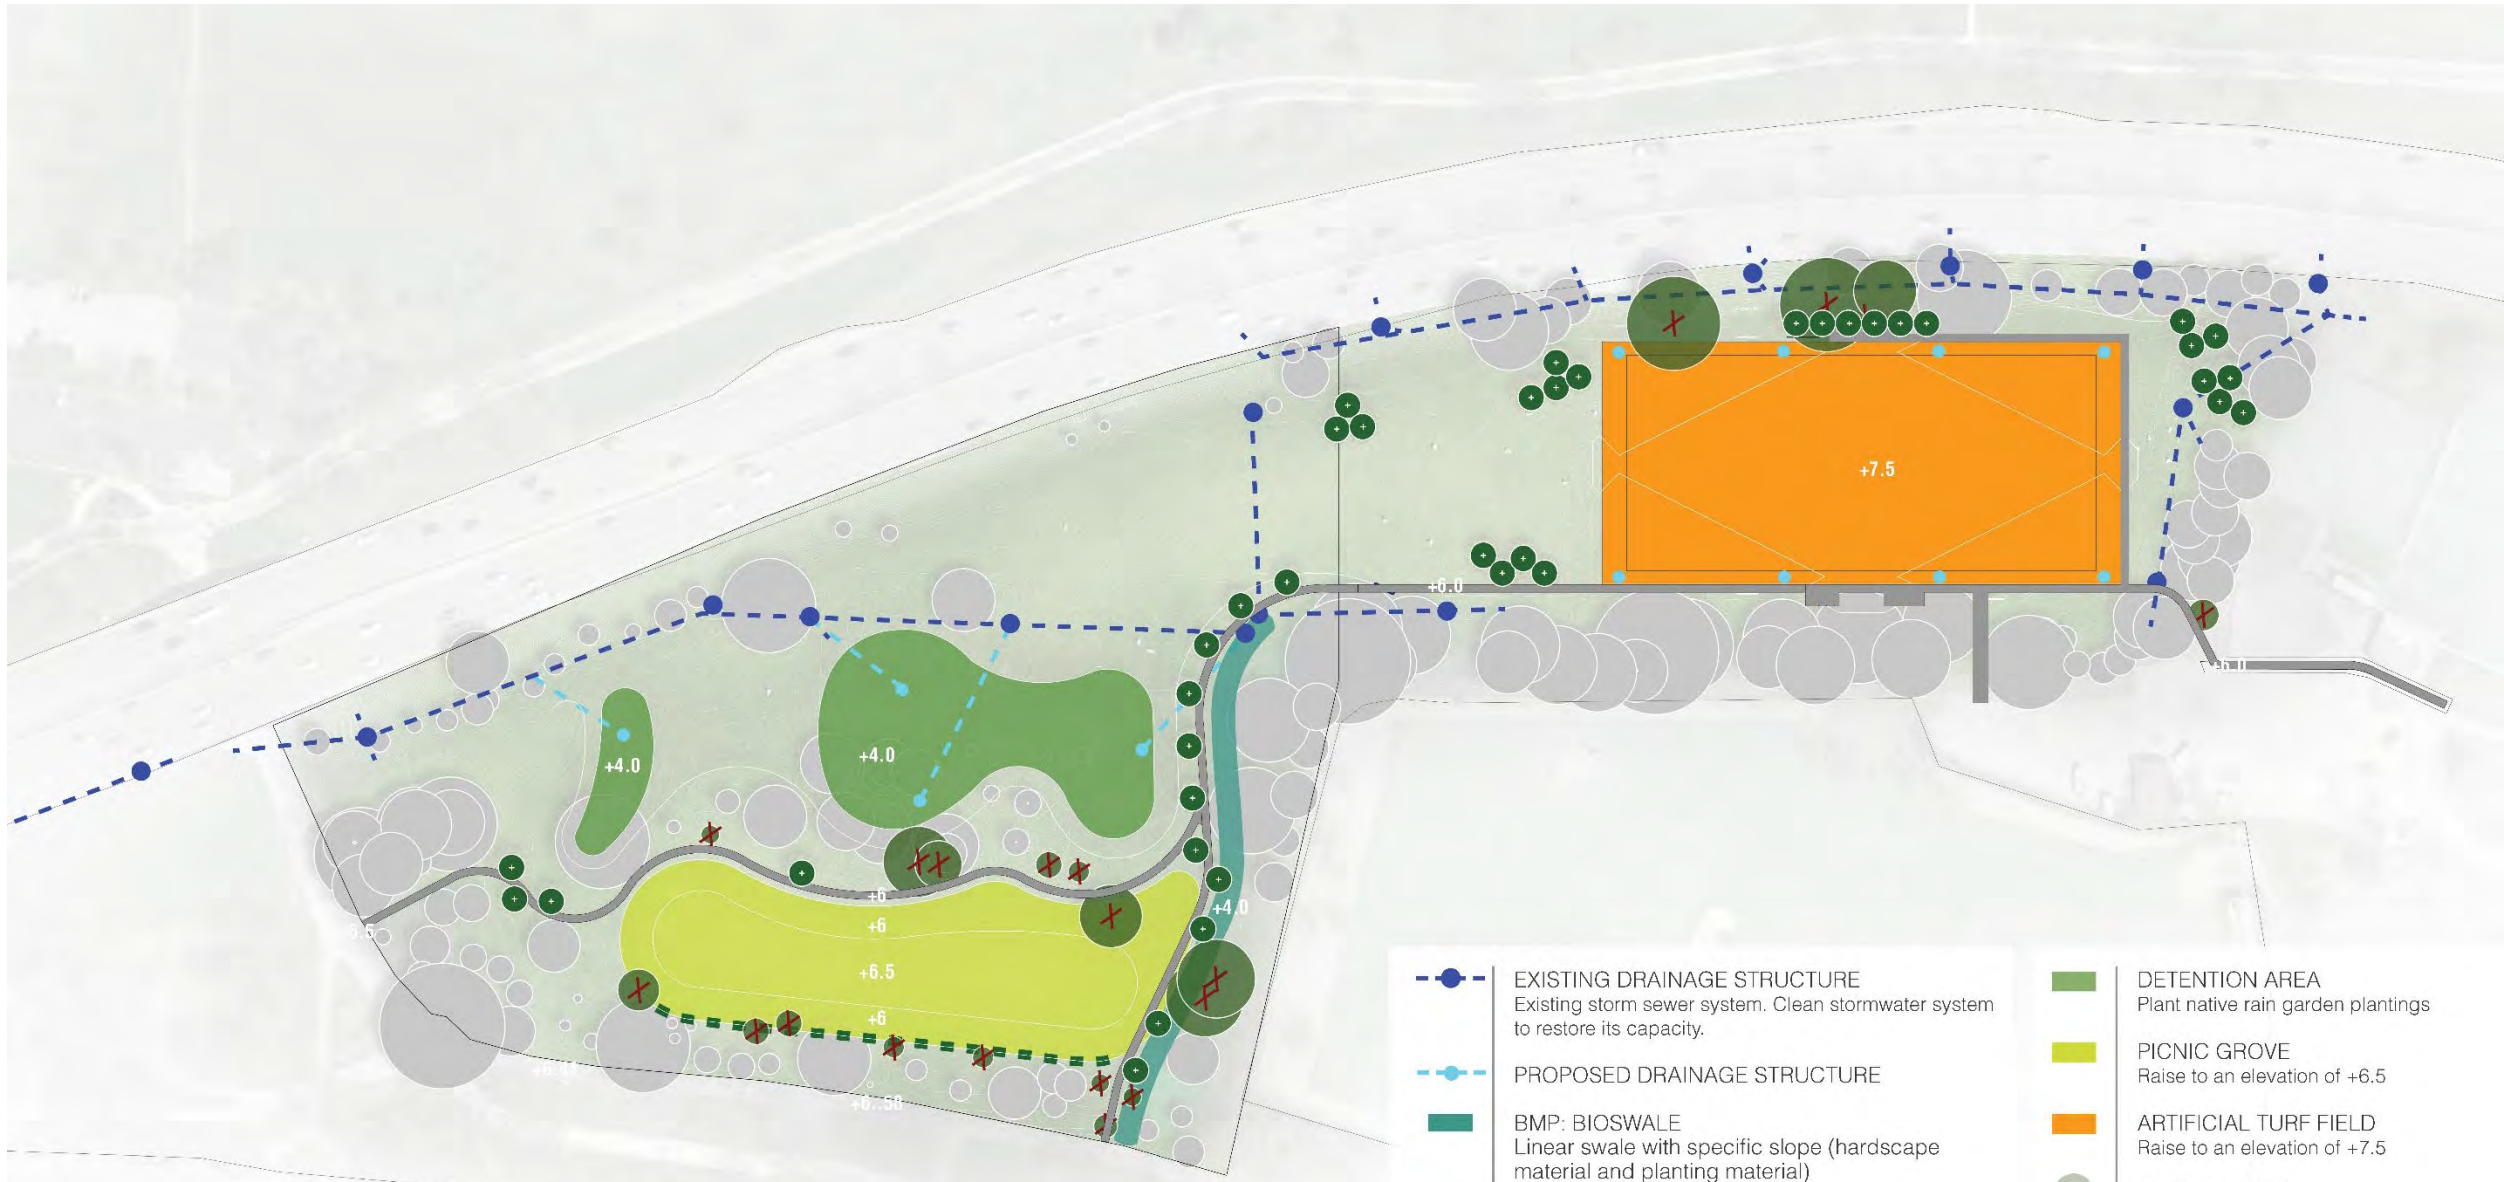 +7.5
+6.0
+6.0
+4.0
+4.0
+6
+6
+6.5
+6
+4.0
EXISTING DRAINAGE STRUCTURE
Existing storm sewer system. Clean stormwater system
to restore its capacity.
PROPOSED DRAINAGE STRUCTURE
BMP: BIOSWALE
Linear swale with specific slope (hardscape
material and planting material)
DETENTION AREA
Plant native rain garden plantings
PICNIC GROVE
Raise to an elevation of +6.5
ARTIFICIAL TURF FIELD
Raise to an elevation of +7.5